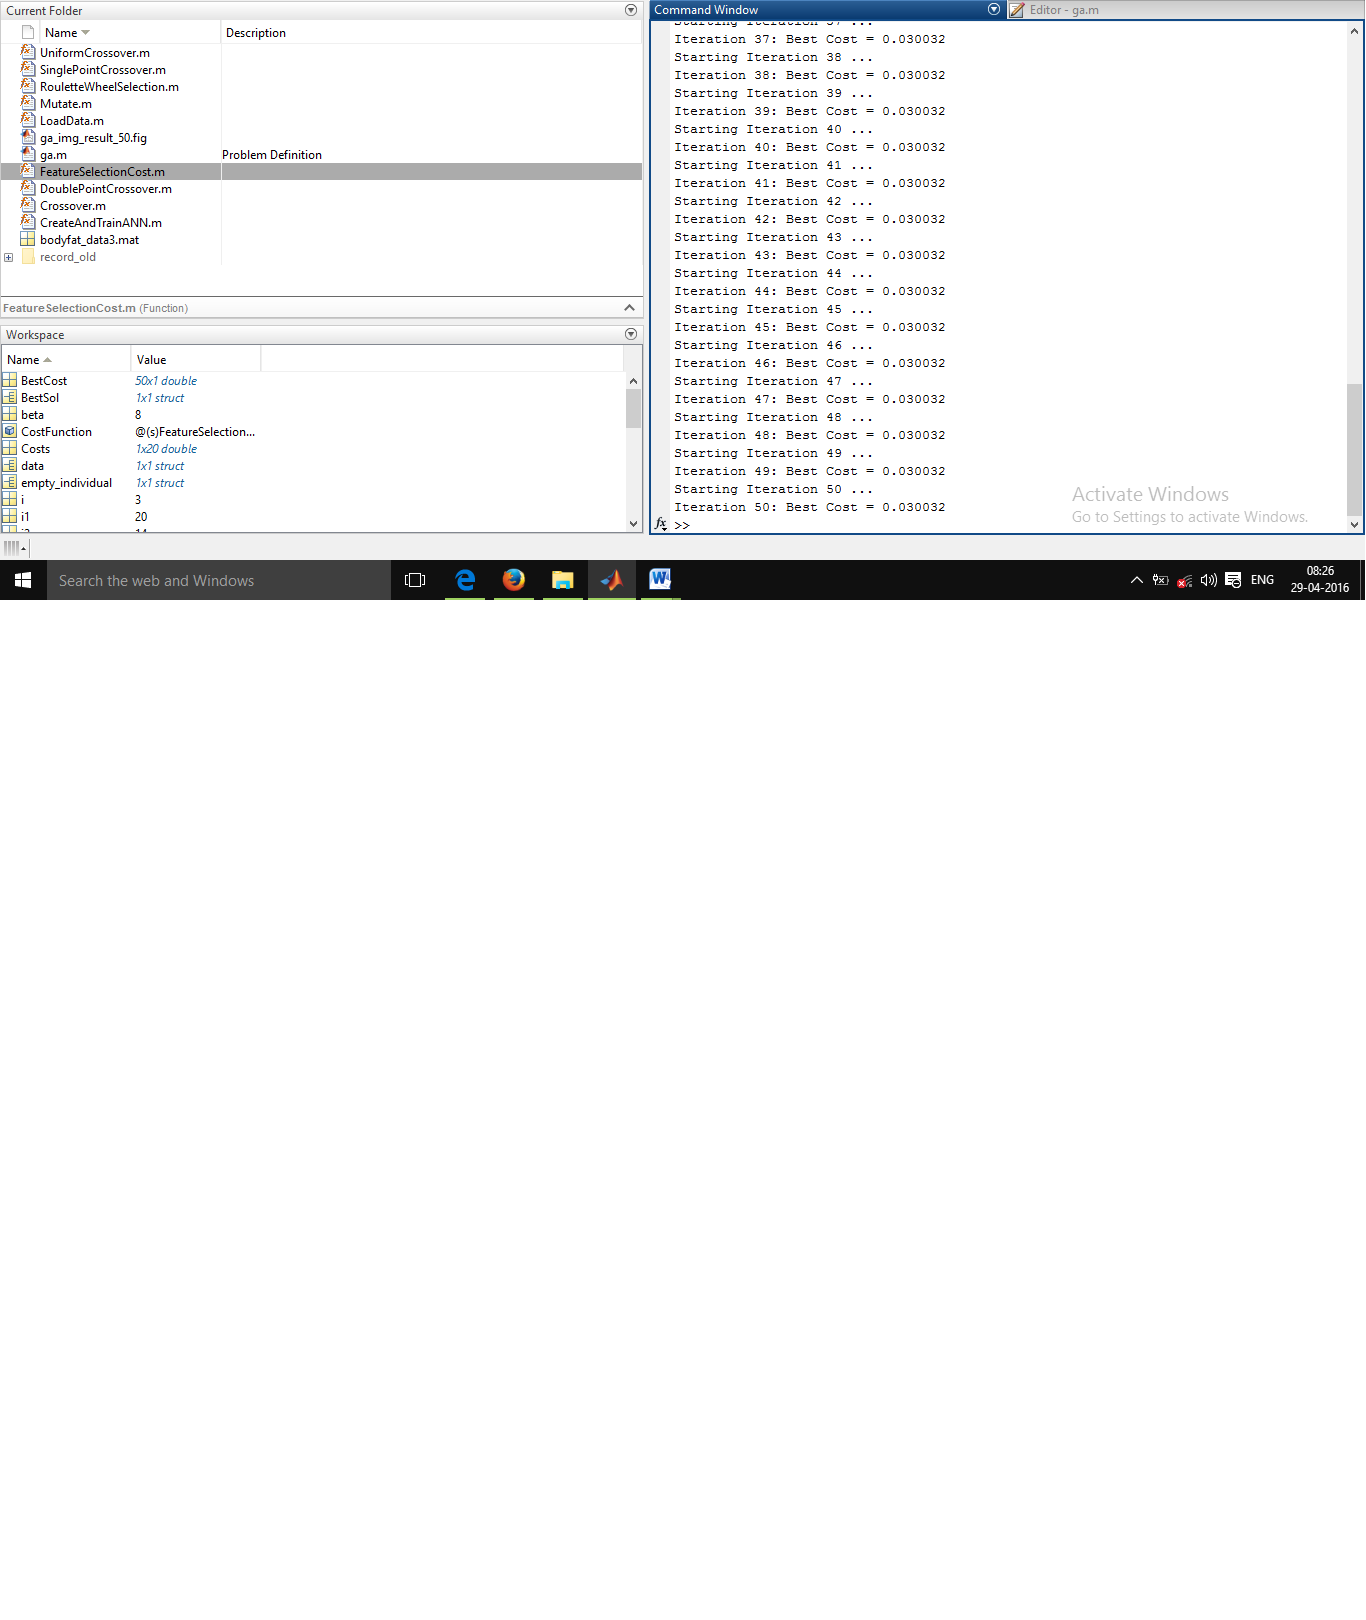 Current Folder
Name
Description
UniformCrossover.m
SinglePointCrossover.m
RouletteWheelSelection.m
Mutate.m
LoadData.m
ga_img_result_50.fig
ga.m Problem Definition
FeatureSelectionCost.m
DoublePointCrossover.m
Crossover.m
CreateAndTrainANN.m
bodyfat_data3.mat
record_old
FeatureSelectionCost.m (Function)
Workspace
Name Value
BestCost 50x1 double
BestSol 1x1 struct
beta 8
CostFunction @(s)FeatureSelection...
Costs 1x20 double
data 1x1 struct
empty_individual 1x1 struct
i 3
i1 20
Command Window
Editor - ga.m
Starting Iteration 37 ...
Iteration 37: Best Cost = 0.030032
Starting Iteration 38 ...
Iteration 38: Best Cost = 0.030032
Starting Iteration 39 ...
Iteration 39: Best Cost = 0.030032
Starting Iteration 40 ...
Iteration 40: Best Cost = 0.030032
Starting Iteration 41 ...
Iteration 41: Best Cost = 0.030032
Starting Iteration 42 ...
Iteration 42: Best Cost = 0.030032
Starting Iteration 43 ...
Iteration 43: Best Cost = 0.030032
Starting Iteration 44 ...
Iteration 44: Best Cost = 0.030032
Starting Iteration 45 ...
Iteration 45: Best Cost = 0.030032
Starting Iteration 46 ...
Iteration 46: Best Cost = 0.030032
Starting Iteration 47 ...
Iteration 47: Best Cost = 0.030032
Starting Iteration 48 ...
Iteration 48: Best Cost = 0.030032
Starting Iteration 49 ...
Iteration 49: Best Cost = 0.030032
Starting Iteration 50 ...
Iteration 50: Best Cost = 0.030032
fx >>
Activate Windows
Go to Settings to activate Windows.
Search the web and Windows
ENG
08:26
29-04-2016